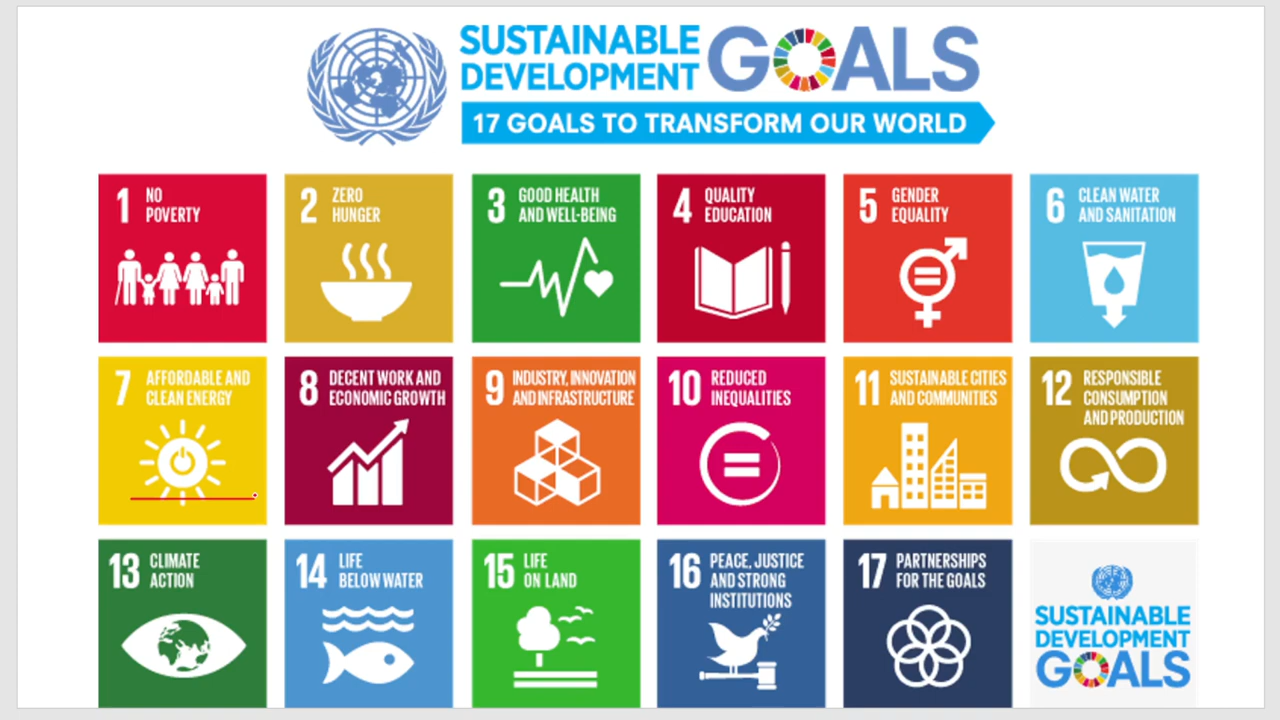 SUSTAINABLE
DEVELOPMENT
GOALS
17 GOALS TO TRANSFORM OUR WORLD
1 NO
POVERTY
2 ZERO
HUNGER
3 GOOD HEALTH
AND WELL-BEING
4 QUALITY
EDUCATION
5 GENDER
EQUALITY
6 CLEAN WATER
AND SANITATION
7 AFFORDABLE AND
CLEAN ENERGY
8 DECENT WORK AND
ECONOMIC GROWTH
9 INDUSTRY, INNOVATION
AND INFRASTRUCTURE
10 REDUCED
INEQUALITIES
11 SUSTAINABLE CITIES
AND COMMUNITIES
12 RESPONSIBLE
CONSUMPTION
AND PRODUCTION
13 CLIMATE
ACTION
14 LIFE
BELOW WATER
15 LIFE
ON LAND
16 PEACE, JUSTICE
AND STRONG
INSTITUTIONS
17 PARTNERSHIPS
FOR THE GOALS
SUSTAINABLE
DEVELOPMENT
GOALS